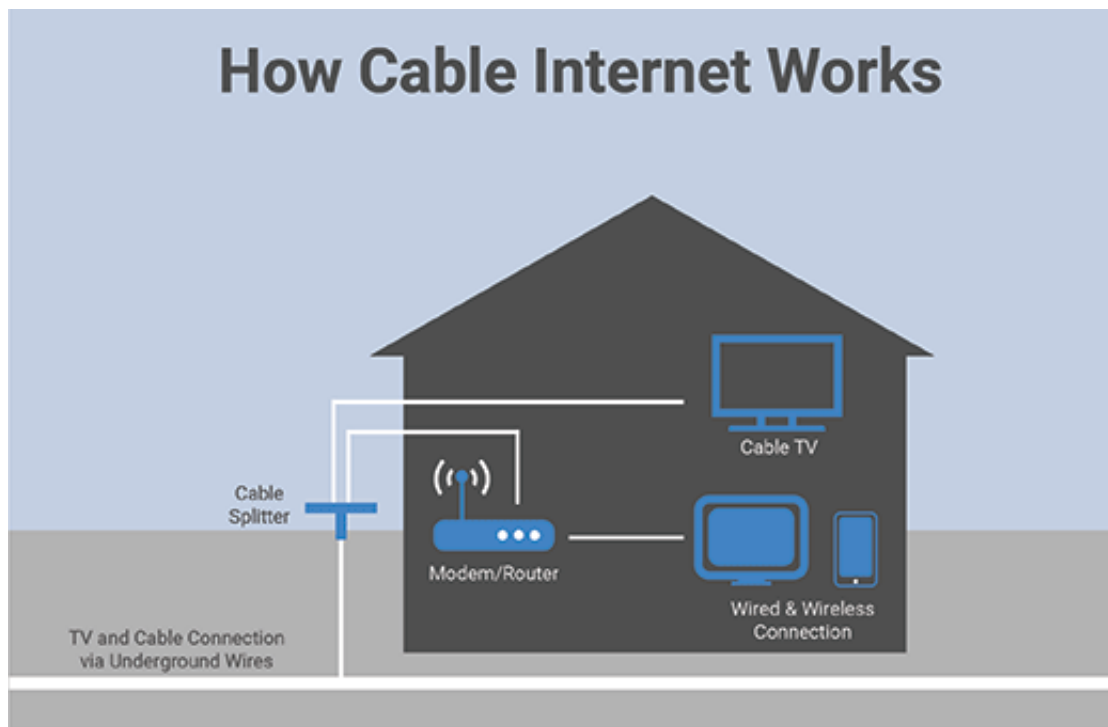 How Cable Internet Works
Cable TV
Cable
Splitter
Modem/Router
Wired & Wireless
Connection
TV and Cable Connection
via Underground Wires